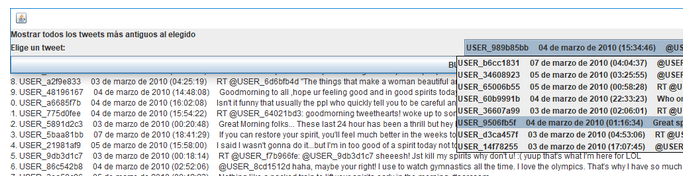 Mostrar todos los tweets màs antiguos al elegido
Elige un tweet:
USER_989b85bb 04 de marzo de 2010 (15:34:46) @USE
USER_b6cc1831 07 de marzo de 2010 (04:04:37) @USE
USER_34608923 05 de marzo de 2010 (03:25:55) @USE
USER_65006b55 05 de marzo de 2010 (00:58:28) RT @
USER_60b9991b 04 de marzo de 2010 (22:33:23) Who
USER_36607a99 03 de marzo de 2010 (02:06:01) RT @U
USER_9506fb5f 04 de marzo de 2010 (01:16:34) Great sp
USER_d3ca457f 03 de marzo de 2010 (04:53:06) RT @U
USER_14f78255 03 de marzo de 2010 (17:07:45) @USE
8. USER_a2f9e833 03 de marzo de 2010 (04:25:19) RT @USER_6d6bfb4d "The things that make a woman beautiful a
9. USER_48196167 04 de marzo de 2010 (14:48:08) Goodmorning to all ,hope ur feeling good and in good spirits toda
0. USER_a6685f7b 04 de marzo de 2010 (16:02:08) Isn't it funny that usually the ppl who quickly tell you to be careful an
1. USER_775d0fee 04 de marzo de 2010 (15:54:22) RT @USER_64021bd3: goodmorning tweethearts! woke up to so
2. USER_5891d2c3 03 de marzo de 2010 (00:20:48) Great Morning folks... These last 24 hour has been a thrill but hey
3. USER_5baa81bb 07 de marzo de 2010 (18:41:29) If you can restore your spirit, you'll feel much better in the weeks to
4. USER_21981af9 05 de marzo de 2010 (15:58:00) I said I wasn't gonna do it...but I'm in too good of a spirit today not t
5. USER_9db3d1c7 03 de marzo de 2010 (00:18:14) RT @USER_f7b966fe: @USER_9db3d1c7 sheeesh! Jst kill my spirits why don't u! :( yuup that's what I'm here for LOL
6. USER_86c542b8 04 de marzo de 2010 (02:52:06) @USER_8cd1512d haha, maybe your right! I use to watch gymnastics all the time. I love the olympics. That's why I have so much